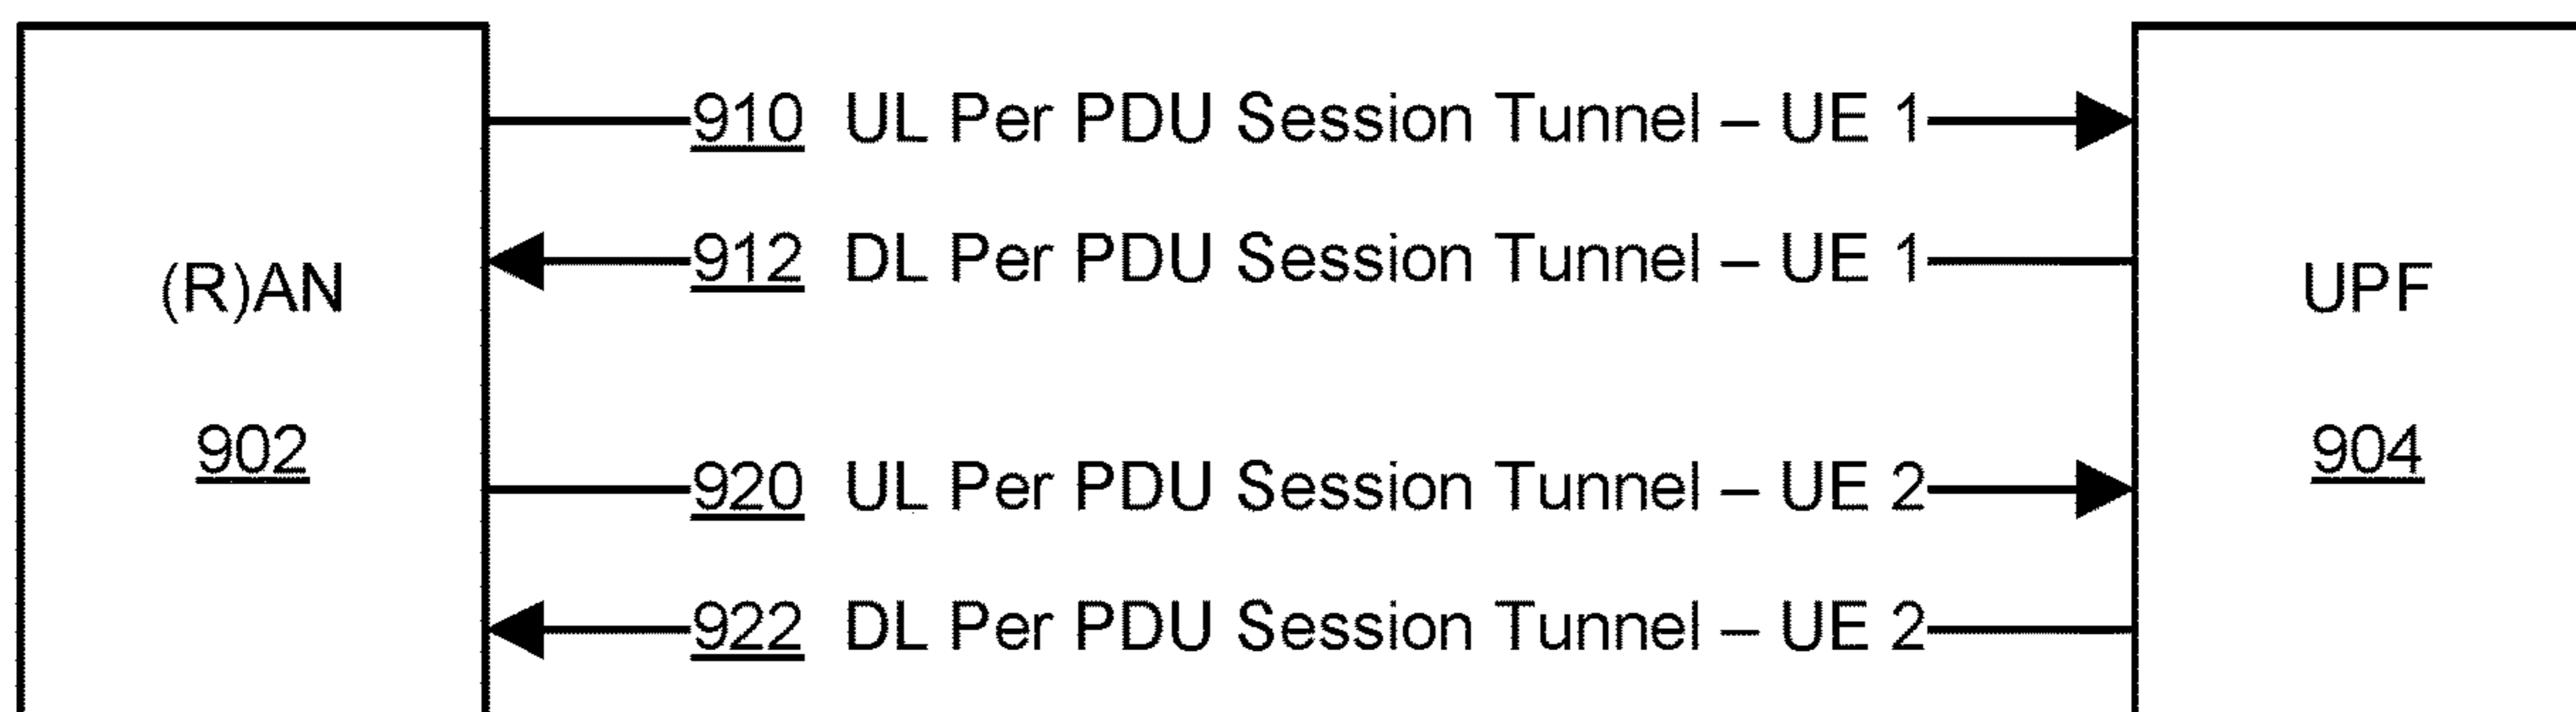 910 UL Per PDU Session Tunnel – UE 1
912 DL Per PDU Session Tunnel – UE 1
(R)AN
UPF
902
904
920 UL Per PDU Session Tunnel – UE 2
922 DL Per PDU Session Tunnel – UE 2